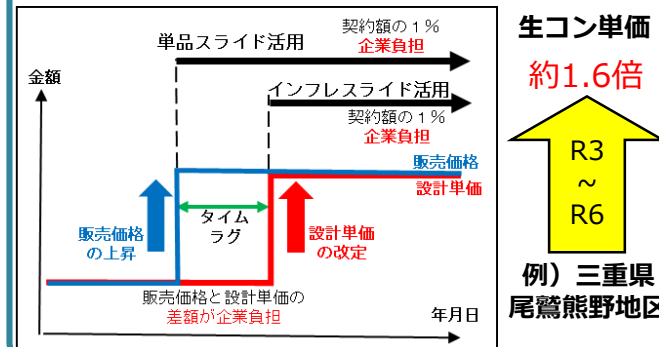 単品スライド活用
契約額の1%
企業負担
金額
インフレスライド活用
契約額の1%
企業負担
販売価格
設計単価
タイム
ラグ
販売価格
の上昇
設計単価
の改定
販売価格と設計単価の
差額が企業負担
年月日
生コン単価
約1.6倍
R3
~
R6
例）三重県
尾鷲熊野地区